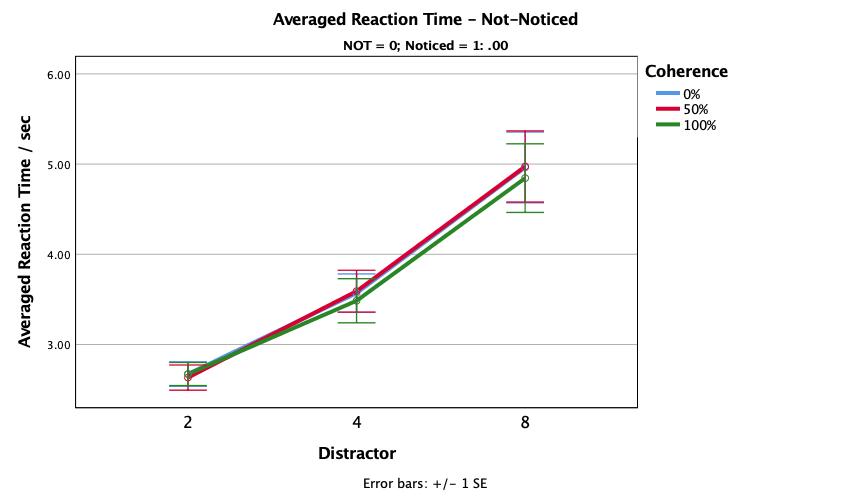 Averaged Reaction Time - Not-Noticed
NOT = 0; Noticed = 1: .00
Averaged Reaction Time / sec
6.00
5.00
4.00
3.00
2
4
8
Distractor
Error bars: +/- 1 SE
Coherence
0%
50%
100%